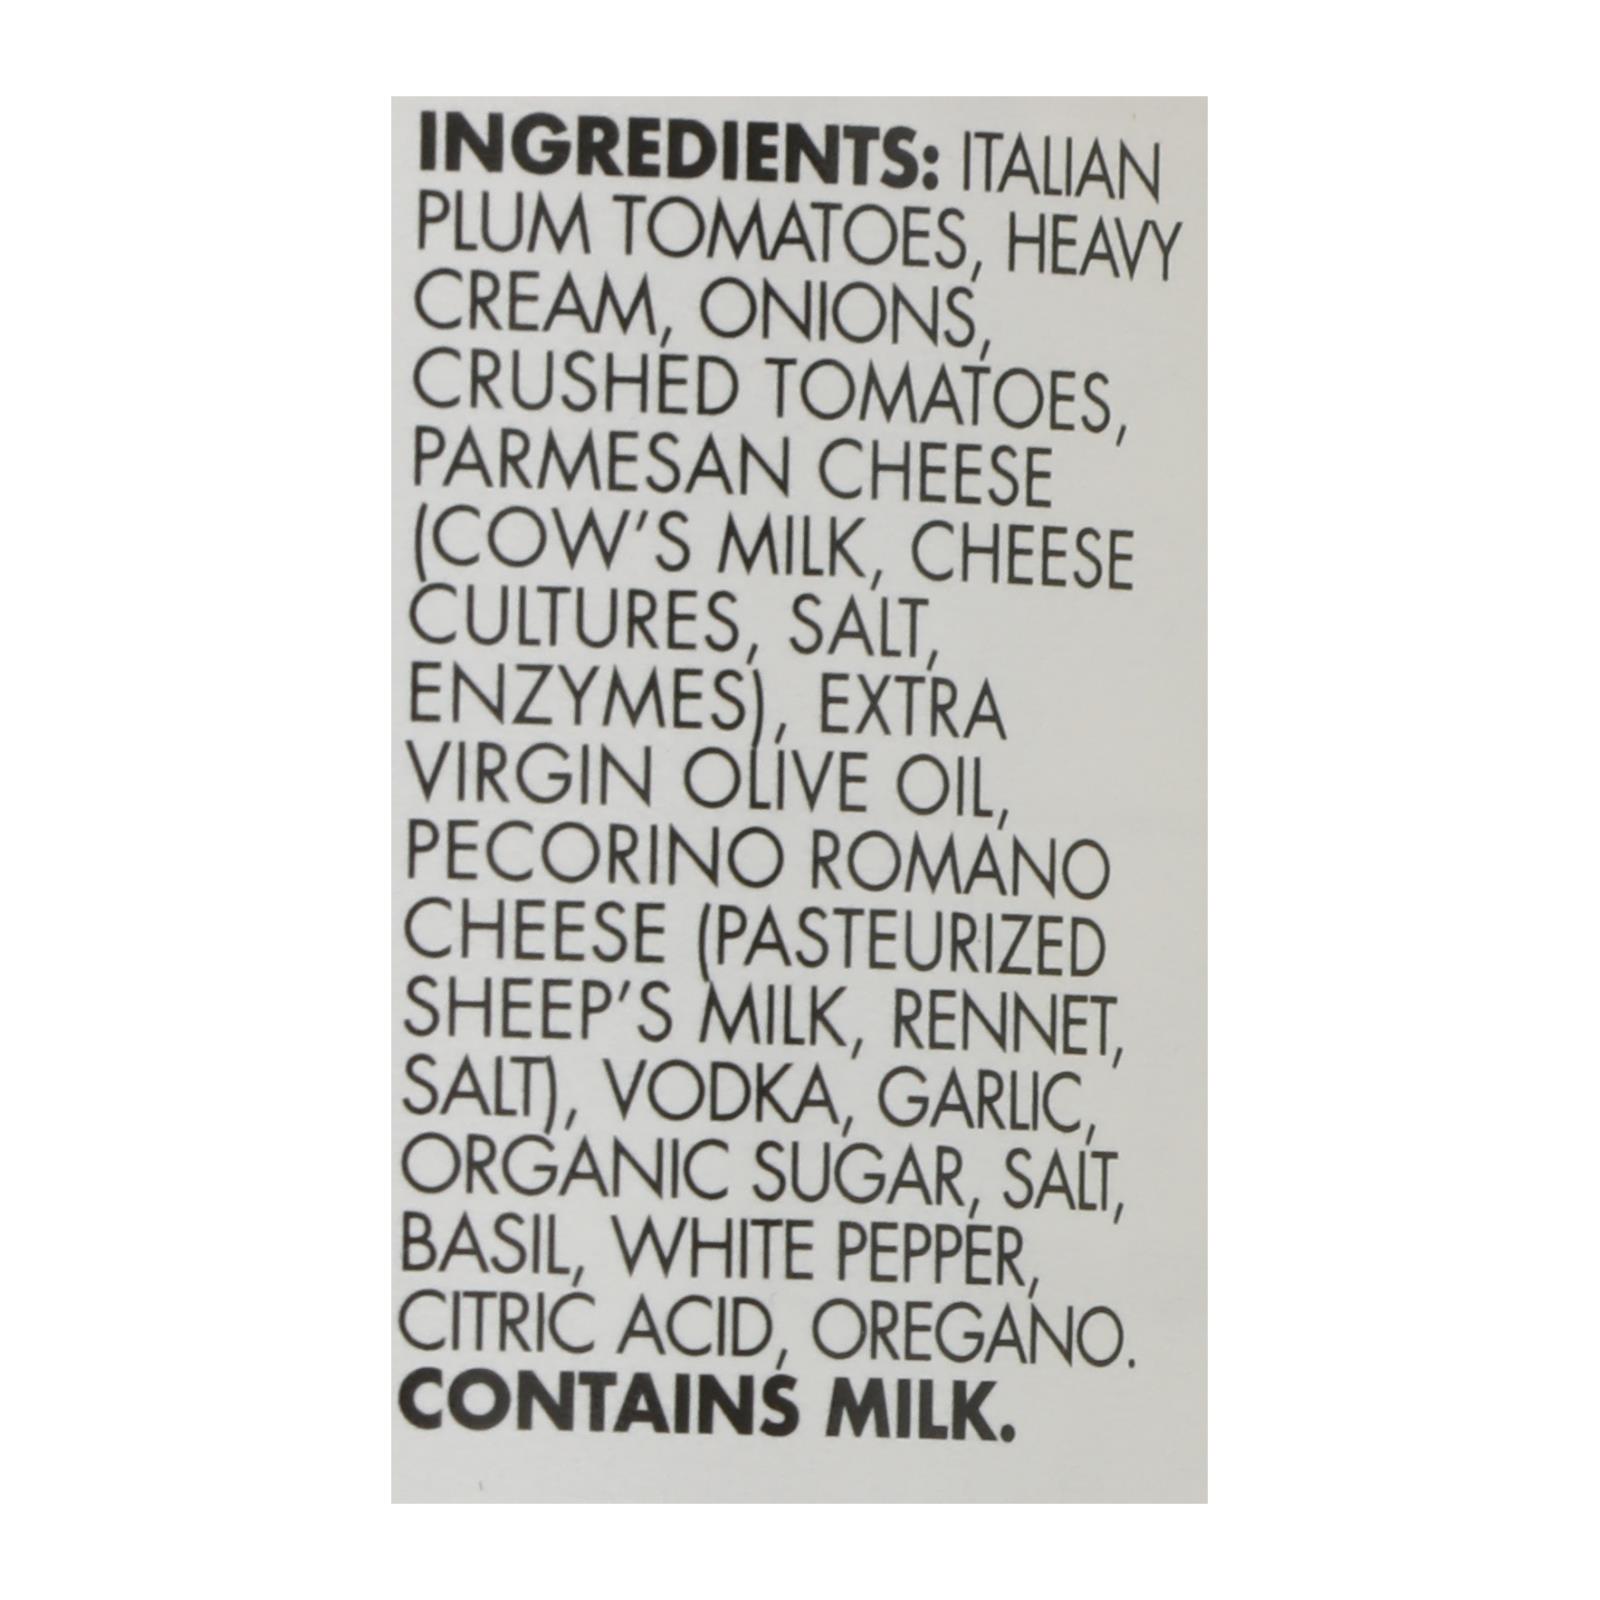 INGREDIENTS: ITALIAN
PLUM TOMATOES, HEAVY
CREAM, ONIONS,
CRUSHED TOMATOES,
PARMESAN CHEESE
(COW'S MILK, CHEESE
CULTURES, SALT,
ENZYMES), EXTRA
VIRGIN OLIVE OIL,
PECORINO ROMANO
CHEESE (PASTEURIZED
SHEEP'S MILK, RENNET,
SALT), VODKA, GARLIC,
ORGANIC SUGAR, SALT,
BASIL, WHITE PEPPER,
CITRIC ACID, OREGANO.
CONTAINS MILK.